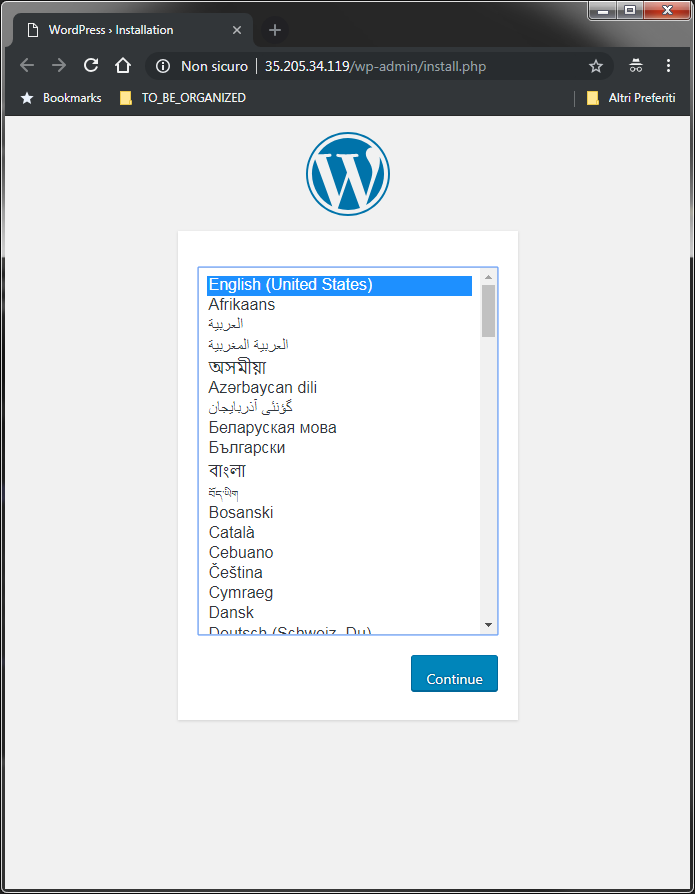 WordPress › Installation
Non sicuro | 35.205.34.119/wp-admin/install.php
Bookmarks TO_BE_ORGANIZED Altri Preferiti
English (United States)
Afrikaans
العربية
العربية المغربية
অসমীয়া
Azərbaycan dili
گؤنئی آذربایجان
Беларуская мова
Български
বাংলা
བོད་ཡིག
Bosanski
Català
Cebuano
Čeština
Cymraeg
Dansk
Deutsch (Schweiz, Du)
Continue